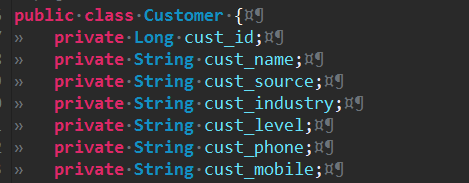 public class Customer {
private Long cust_id;
private String cust_name;
private String cust_source;
private String cust_industry;
private String cust_level;
private String cust_phone;
private String cust_mobile;